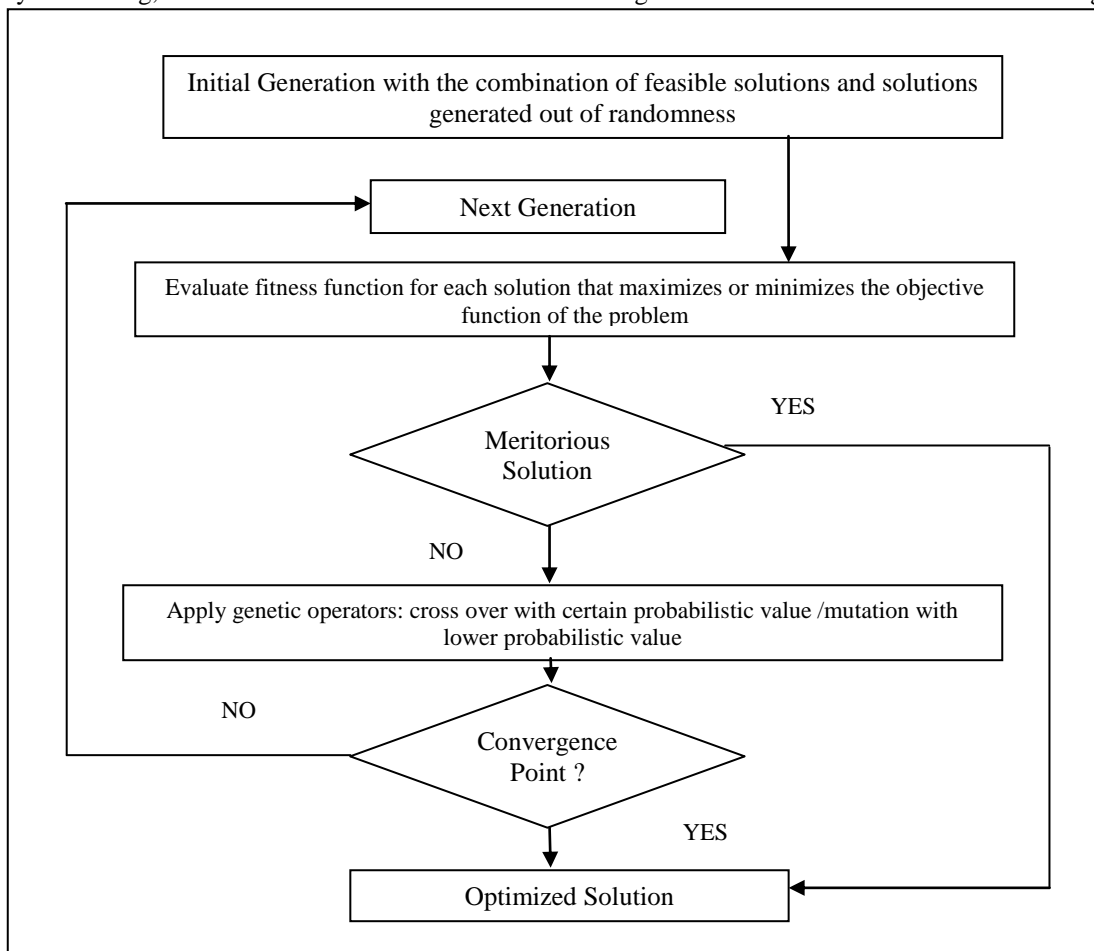 Initial Generation with the combination of feasible solutions and solutions
generated out of randomness
Next Generation
Evaluate fitness function for each solution that maximizes or minimizes the objective
function of the problem
YES
Meritorious
Solution
NO
Apply genetic operators: cross over with certain probabilistic value /mutation with
lower probabilistic value
NO
Convergence
Point ?
YES
Optimized Solution